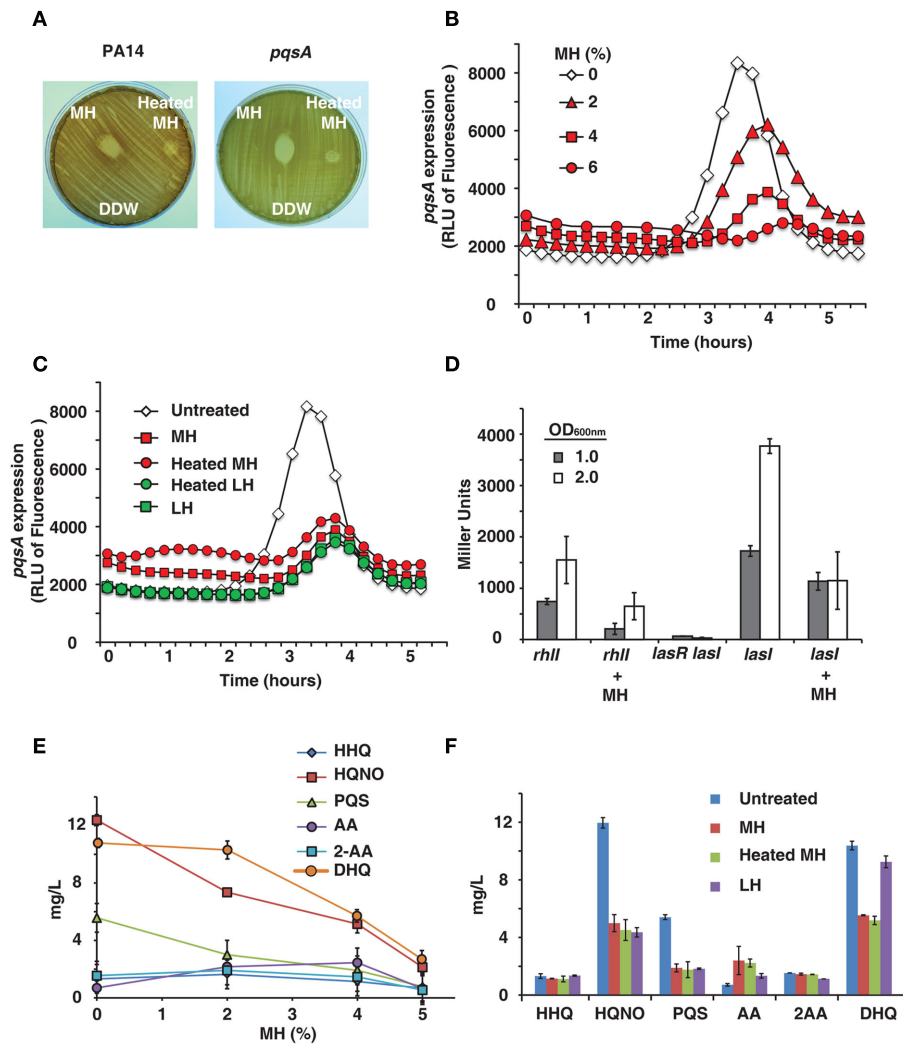 A
PA14
pqsA
MH
Heated
MH
DDW
MH
Heated
MH
DDW
B
pqsA expression
(RLU of Fluorescence )
8000
6000
4000
2000
0
MH (%)
0
2
4
6
0 1 2 3 4 5
Time (hours)
C
pqsA expression
(RLU of Fluorescence )
8000
6000
4000
2000
0
Untreated
MH
Heated MH
Heated LH
LH
0 1 2 3 4 5
Time (hours)
D
Miller Units
4000
3000
2000
1000
0
OD600nm
1.0
2.0
rhlI rhlI + MH lasR lasI lasI lasI + MH
E
mg/L
12
8
4
0
HHQ
HQNO
PQS
AA
2-AA
DHQ
0 1 2 3 4 5
MH (%)
F
mg/L
12
8
4
0
Untreated
MH
Heated MH
LH
HHQ HQNO PQS AA 2AA DHQ